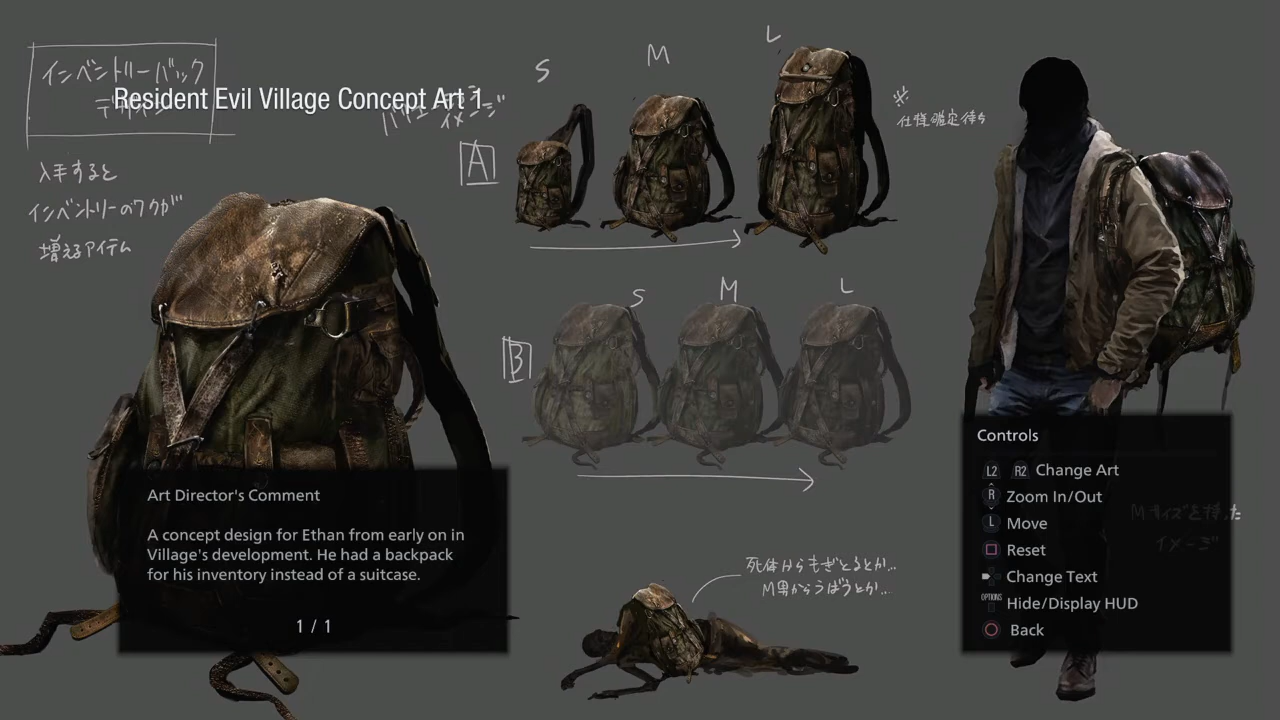 インベントリーバック
Resident Evil Village Concept Art 1
入手すると
インベントリーのワクが
増えるアイテム
S
M
L
A
※
仕様確定待ち
S
M
L
B
死体からもぎとるとか...
M男からうばうとか...
Mサイズを持った
イメージ
Art Director's Comment
A concept design for Ethan from early on in
Village's development. He had a backpack
for his inventory instead of a suitcase.
1 / 1
Controls
L2 R2 Change Art
R Zoom In/Out
L Move
Reset
Change Text
OPTIONS Hide/Display HUD
Back